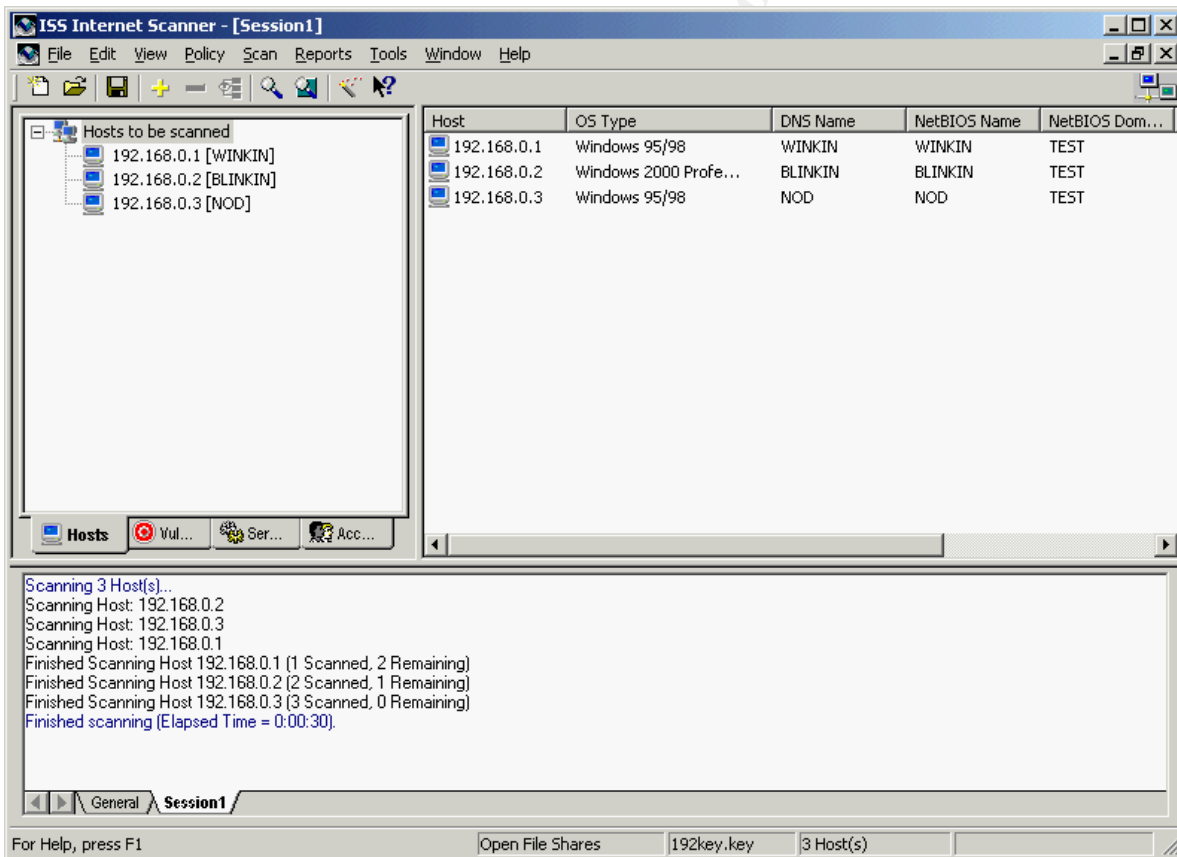 ISS Internet Scanner - [Session1]
File Edit View Policy Scan Reports Tools Window Help
Hosts to be scanned
192.168.0.1 [WINKIN]
192.168.0.2 [BLINKIN]
192.168.0.3 [NOD]
Host OS Type DNS Name NetBIOS Name NetBIOS Dom...
192.168.0.1 Windows 95/98 WINKIN WINKIN TEST
192.168.0.2 Windows 2000 Profe... BLINKIN BLINKIN TEST
192.168.0.3 Windows 95/98 NOD NOD TEST
Hosts Vul... Ser... Acc...
Scanning 3 Host(s)...
Scanning Host: 192.168.0.2
Scanning Host: 192.168.0.3
Scanning Host: 192.168.0.1
Finished Scanning Host 192.168.0.1 (1 Scanned, 2 Remaining)
Finished Scanning Host 192.168.0.2 (2 Scanned, 1 Remaining)
Finished Scanning Host 192.168.0.3 (3 Scanned, 0 Remaining)
Finished scanning (Elapsed Time = 0:00:30).
General Session1
For Help, press F1 Open File Shares 192key.key 3 Host(s)